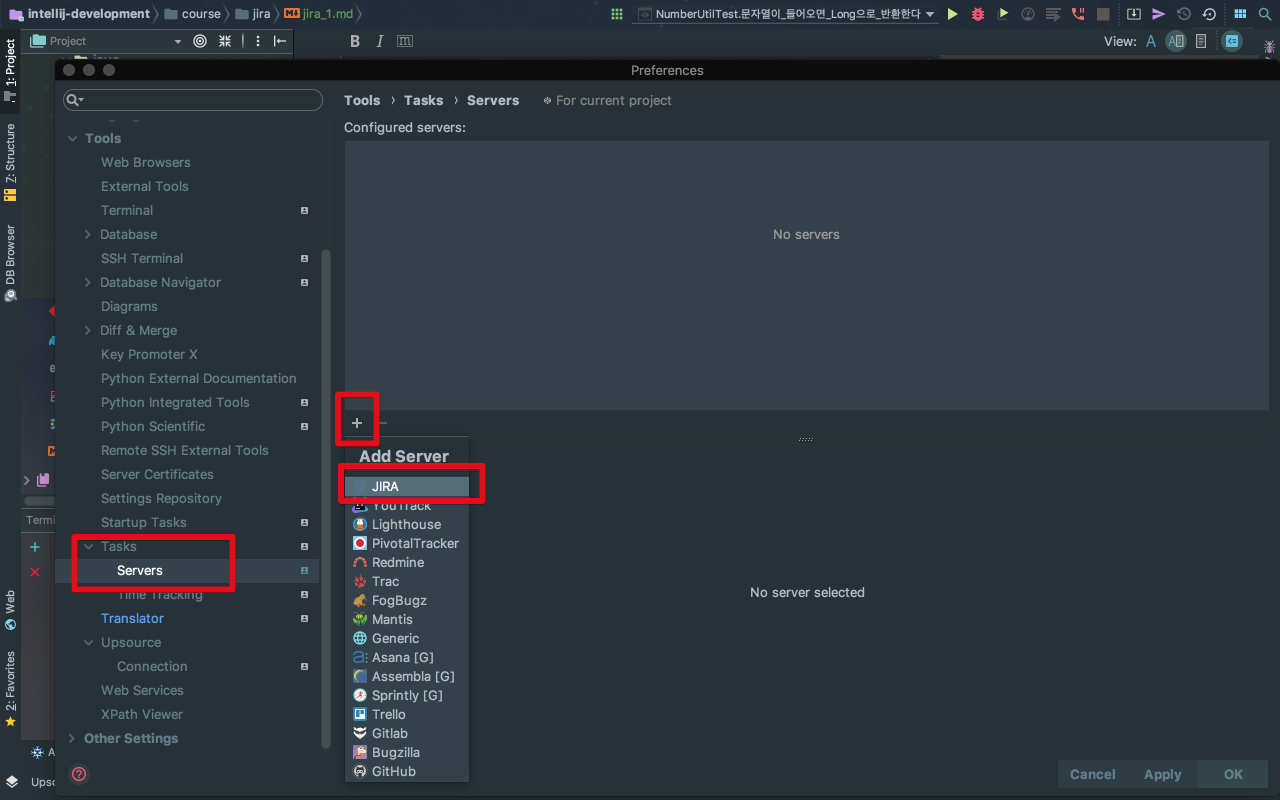 intellij-development
course
jira
jira_1.md
NumberUtilTest.문자열이_들어오면_Long으로_반환한다
1: Project
Project
B I m
View:
A
Preferences
7: Structure
DB Browser
Web
2: Favorites
Tools
Web Browsers
External Tools
Terminal
Database
SSH Terminal
Database Navigator
Diagrams
Diff & Merge
Key Promoter X
Python External Documentation
Python Integrated Tools
Python Scientific
Remote SSH External Tools
Server Certificates
Settings Repository
Startup Tasks
Tasks
Servers
Time Tracking
Translator
Upsource
Connection
Web Services
XPath Viewer
Other Settings
Termi
A
Upso
Tools › Tasks › Servers
For current project
Configured servers:
No servers
Add Server
JIRA
YouTrack
Lighthouse
PivotalTracker
Redmine
Trac
FogBugz
Mantis
Generic
Asana [G]
Assembla [G]
Sprintly [G]
Trello
Gitlab
Bugzilla
GitHub
No server selected
Cancel
Apply
OK